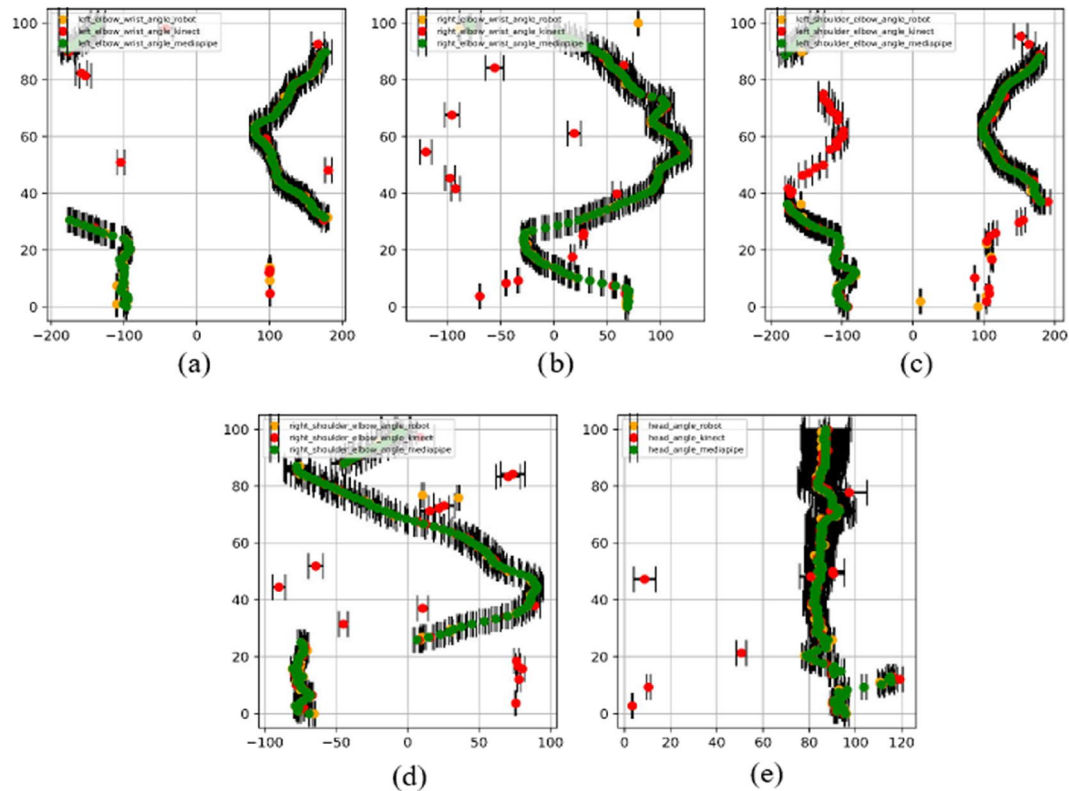 100
80
60
40
20
0
left_elbow_wrist_angle_robot
left_elbow_wrist_angle_kinect
left_elbow_wrist_angle_mediapipe
−200 −100 0 100 200
(a)
100
80
60
40
20
0
right_elbow_wrist_angle_robot
right_elbow_wrist_angle_kinect
right_elbow_wrist_angle_mediapipe
−100 −50 0 50 100
(b)
100
80
60
40
20
0
left_shoulder_elbow_angle_robot
left_shoulder_elbow_angle_kinect
left_shoulder_elbow_angle_mediapipe
−200 −100 0 100 200
(c)
100
80
60
40
20
0
right_shoulder_elbow_angle_robot
right_shoulder_elbow_angle_kinect
right_shoulder_elbow_angle_mediapipe
−100 −50 0 50 100
(d)
100
80
60
40
20
0
head_angle_robot
head_angle_kinect
head_angle_mediapipe
0 20 40 60 80 100 120
(e)